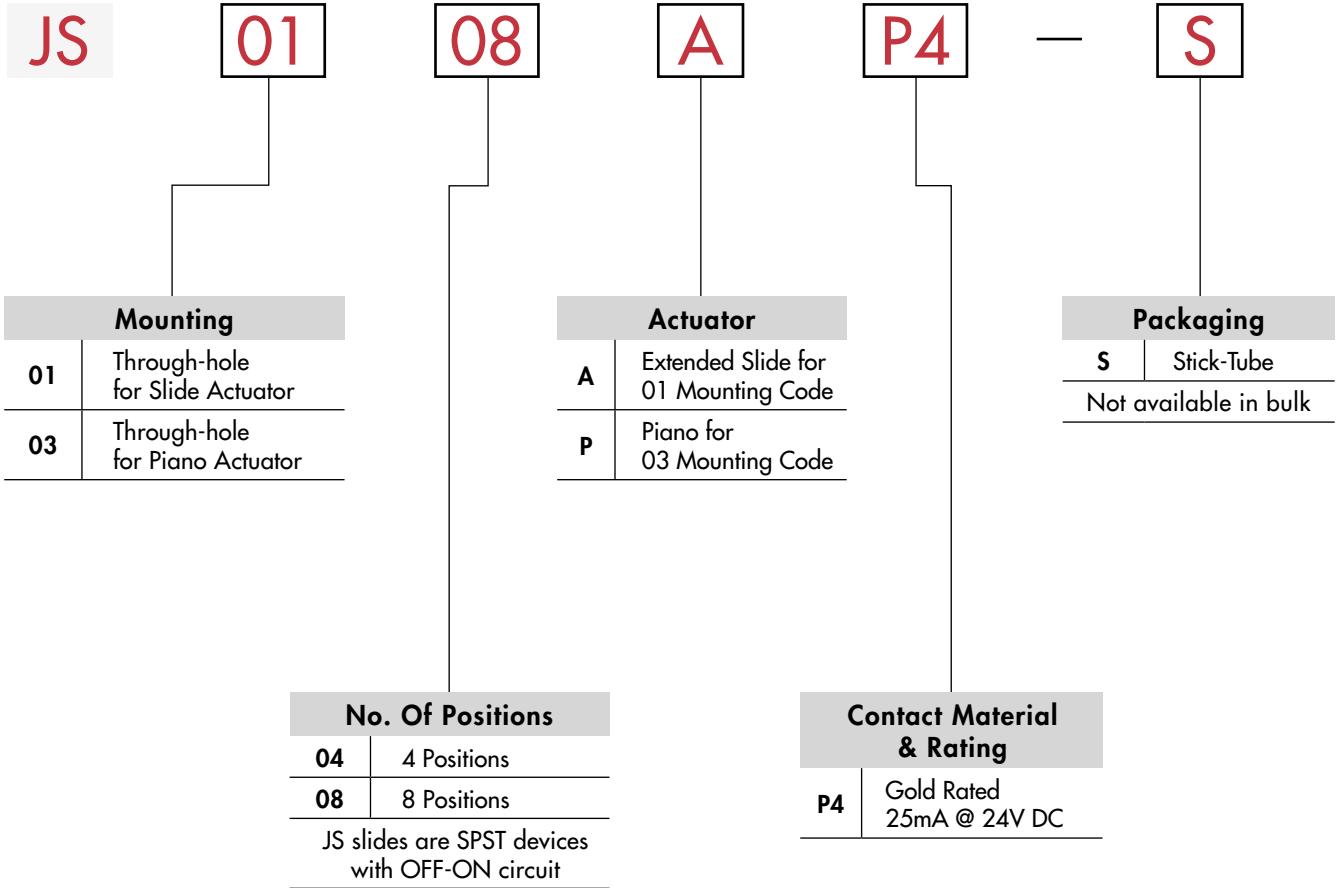 JS 01 08 A P4 — S
Mounting
01 Through-hole
for Slide Actuator
03 Through-hole
for Piano Actuator
Actuator
A Extended Slide for
01 Mounting Code
P Piano for
03 Mounting Code
Packaging
S Stick-Tube
Not available in bulk
No. Of Positions
04 4 Positions
08 8 Positions
JS slides are SPST devices
with OFF-ON circuit
Contact Material
& Rating
P4 Gold Rated
25mA @ 24V DC